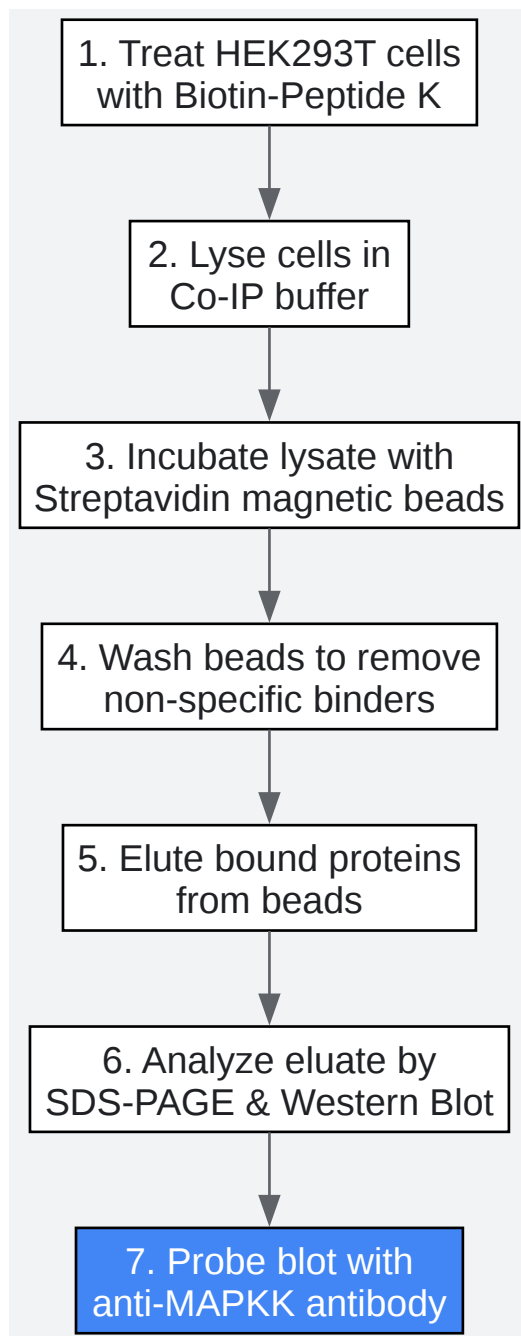 1. Treat HEK293T cells
with Biotin-Peptide K
2. Lyse cells in
Co-IP buffer
3. Incubate lysate with
Streptavidin magnetic beads
4. Wash beads to remove
non-specific binders
5. Elute bound proteins
from beads
6. Analyze eluate by
SDS-PAGE & Western Blot
7. Probe blot with
anti-MAPKK antibody